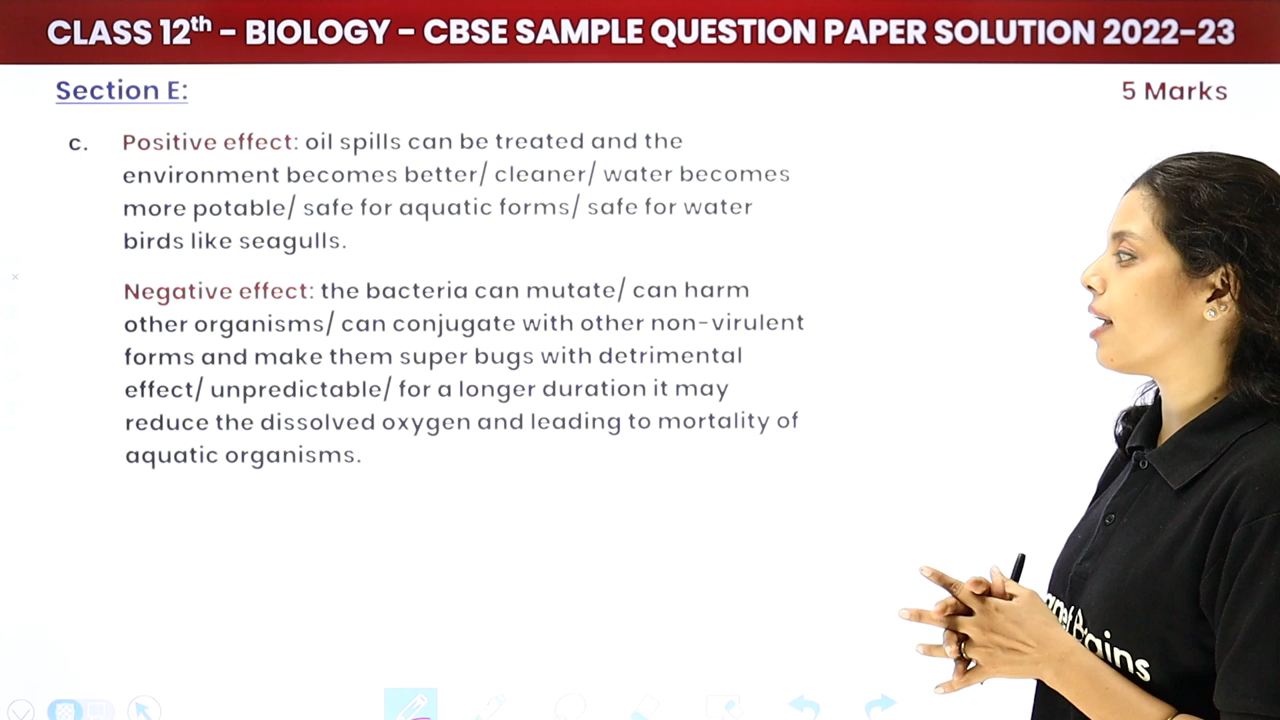 CLASS 12th – BIOLOGY – CBSE SAMPLE QUESTION PAPER SOLUTION 2022-23
Section E:
5 Marks
c. Positive effect: oil spills can be treated and the
environment becomes better/ cleaner/ water becomes
more potable/ safe for aquatic forms/ safe for water
birds like seagulls.
Negative effect: the bacteria can mutate/ can harm
other organisms/ can conjugate with other non-virulent
forms and make them super bugs with detrimental
effect/ unpredictable/ for a longer duration it may
reduce the dissolved oxygen and leading to mortality of
aquatic organisms.